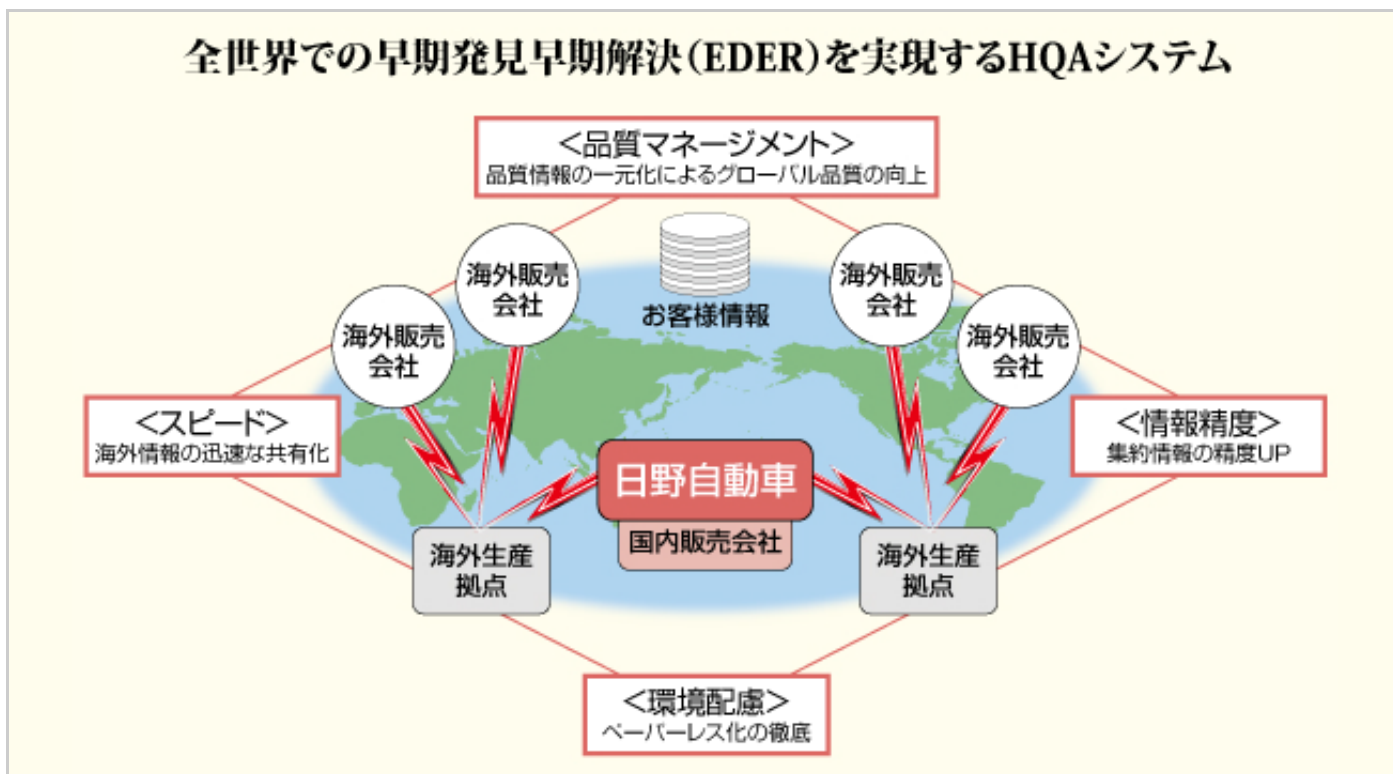 全世界での早期発見早期解決(EDER)を実現するHQAシステム
＜品質マネージメント＞
品質情報の一元化によるグローバル品質の向上
海外販売
会社
海外販売
会社
お客様情報
海外販売
会社
海外販売
会社
＜スピード＞
海外情報の迅速な共有化
＜情報精度＞
集約情報の精度UP
日野自動車
国内販売会社
海外生産
拠点
海外生産
拠点
＜環境配慮＞
ペーパーレス化の徹底